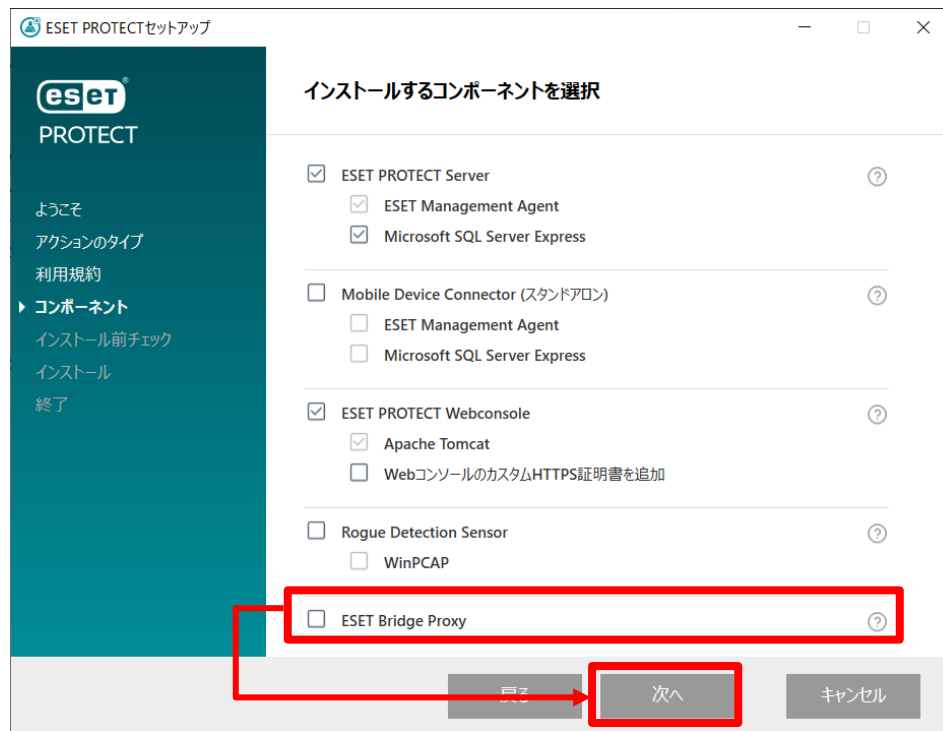 ESET PROTECTセットアップ
eseT
PROTECT
ようこそ
アクションのタイプ
利用規約
コンポーネント
インストール前チェック
インストール
終了
インストールするコンポーネントを選択
ESET PROTECT Server
ESET Management Agent
Microsoft SQL Server Express
Mobile Device Connector (スタンドアロン)
ESET Management Agent
Microsoft SQL Server Express
ESET PROTECT Webconsole
Apache Tomcat
WebコンソールのカスタムHTTPS証明書を追加
Rogue Detection Sensor
WinPCAP
ESET Bridge Proxy
戻る
次へ
キャンセル